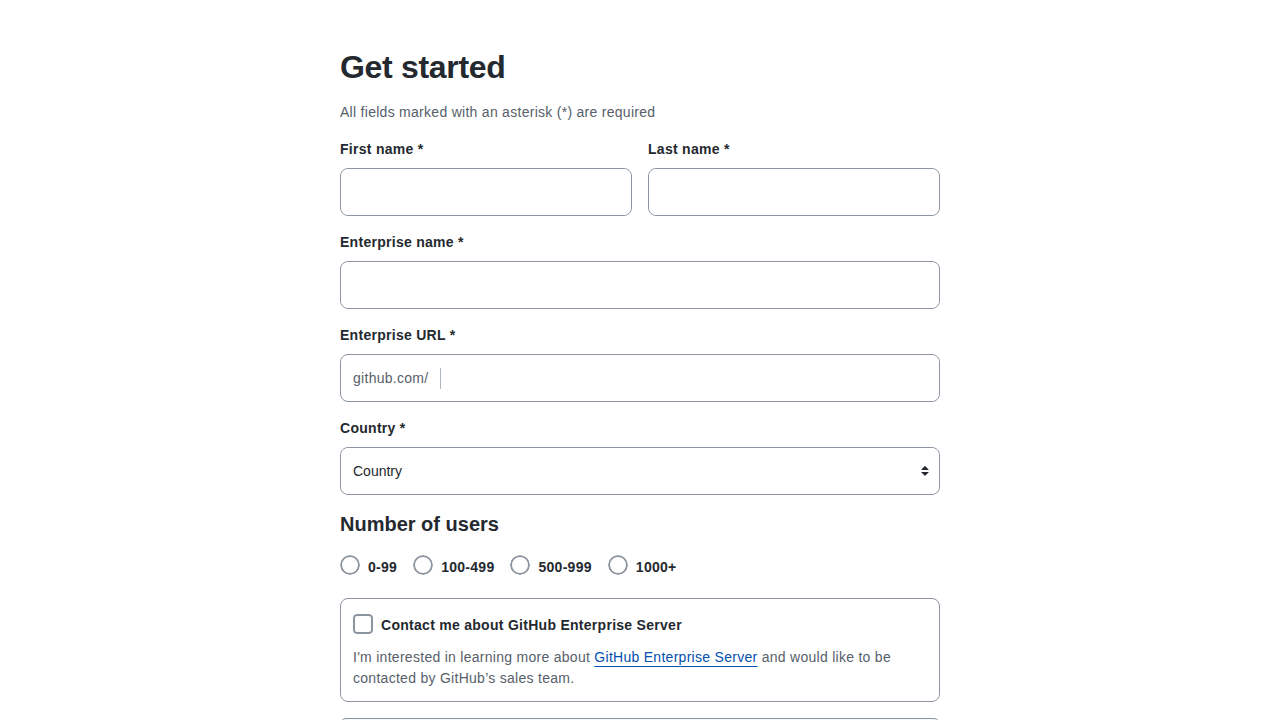 Get started
All fields marked with an asterisk (*) are required
First name * Last name *
Enterprise name *
Enterprise URL *
github.com/
Country *
Country
Number of users
0-99 100-499 500-999 1000+
Contact me about GitHub Enterprise Server
I'm interested in learning more about GitHub Enterprise Server and would like to be
contacted by GitHub’s sales team.